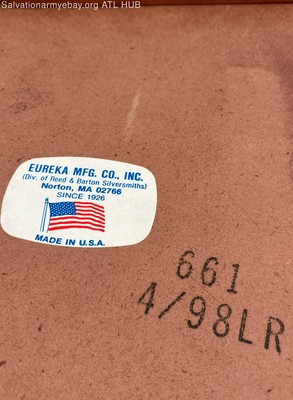 Salvationarmyebay.org ATL HUB
EUREKA MFG. CO., INC.
(Div. of Reed & Barton Silversmiths)
Norton, MA 02766
SINCE 1926
MADE IN U.S.A.
661
4/98LR